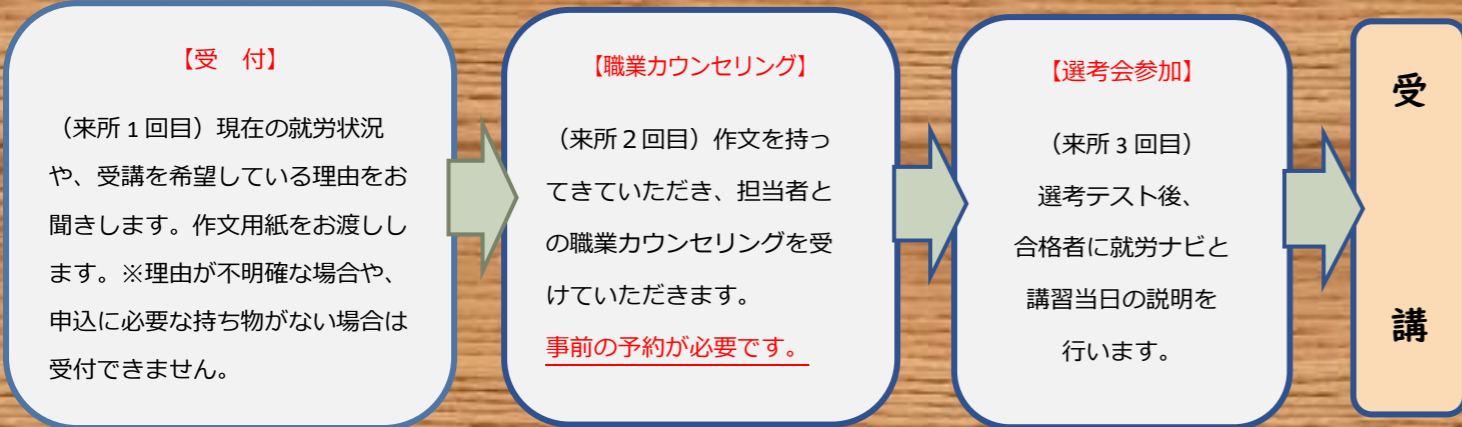 【受　付】
（来所 1 回目）現在の就労状況
や、受講を希望している理由をお
聞きします。作文用紙をお渡しし
ます。※理由が不明確な場合や、
申込に必要な持ち物がない場合は
受付できません。
【職業カウンセリング】
（来所２回目）作文を持っ
てきていただき、担当者と
の職業カウンセリングを受
けていただきます。
事前の予約が必要です。
【選考会参加】
（来所 3 回目）
選考テスト後、
合格者に就労ナビと
講習当日の説明を
行います。
受
講